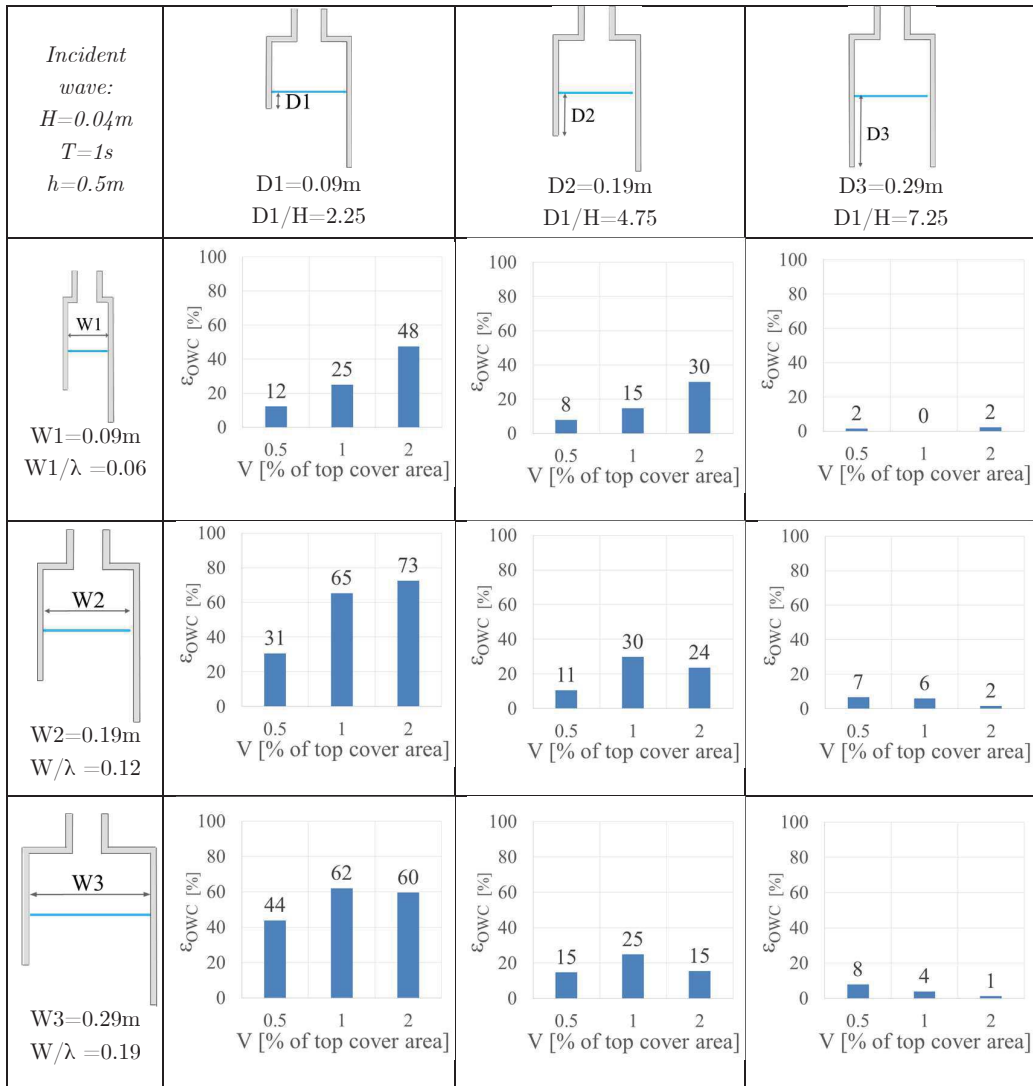 Incident
wave:
H=0.04m
T=1s
h=0.5m
D1
D1=0.09m
D1/H=2.25
D2
D2=0.19m
D1/H=4.75
D3
D3=0.29m
D1/H=7.25
W1
W1=0.09m
W1/λ =0.06
εOWC [%]
100
80
60
40
20
0
12
25
48
0.5
1
2
V [% of top cover area]
εOWC [%]
100
80
60
40
20
0
8
15
30
0.5
1
2
V [% of top cover area]
εOWC [%]
100
80
60
40
20
0
2
0
2
0.5
1
2
V [% of top cover area]
W2
W2=0.19m
W/λ =0.12
εOWC [%]
100
80
60
40
20
0
31
65
73
0.5
1
2
V [% of top cover area]
εOWC [%]
100
80
60
40
20
0
11
30
24
0.5
1
2
V [% of top cover area]
εOWC [%]
100
80
60
40
20
0
7
6
2
0.5
1
2
V [% of top cover area]
W3
W3=0.29m
W/λ =0.19
εOWC [%]
100
80
60
40
20
0
44
62
60
0.5
1
2
V [% of top cover area]
εOWC [%]
100
80
60
40
20
0
15
25
15
0.5
1
2
V [% of top cover area]
εOWC [%]
100
80
60
40
20
0
8
4
1
0.5
1
2
V [% of top cover area]